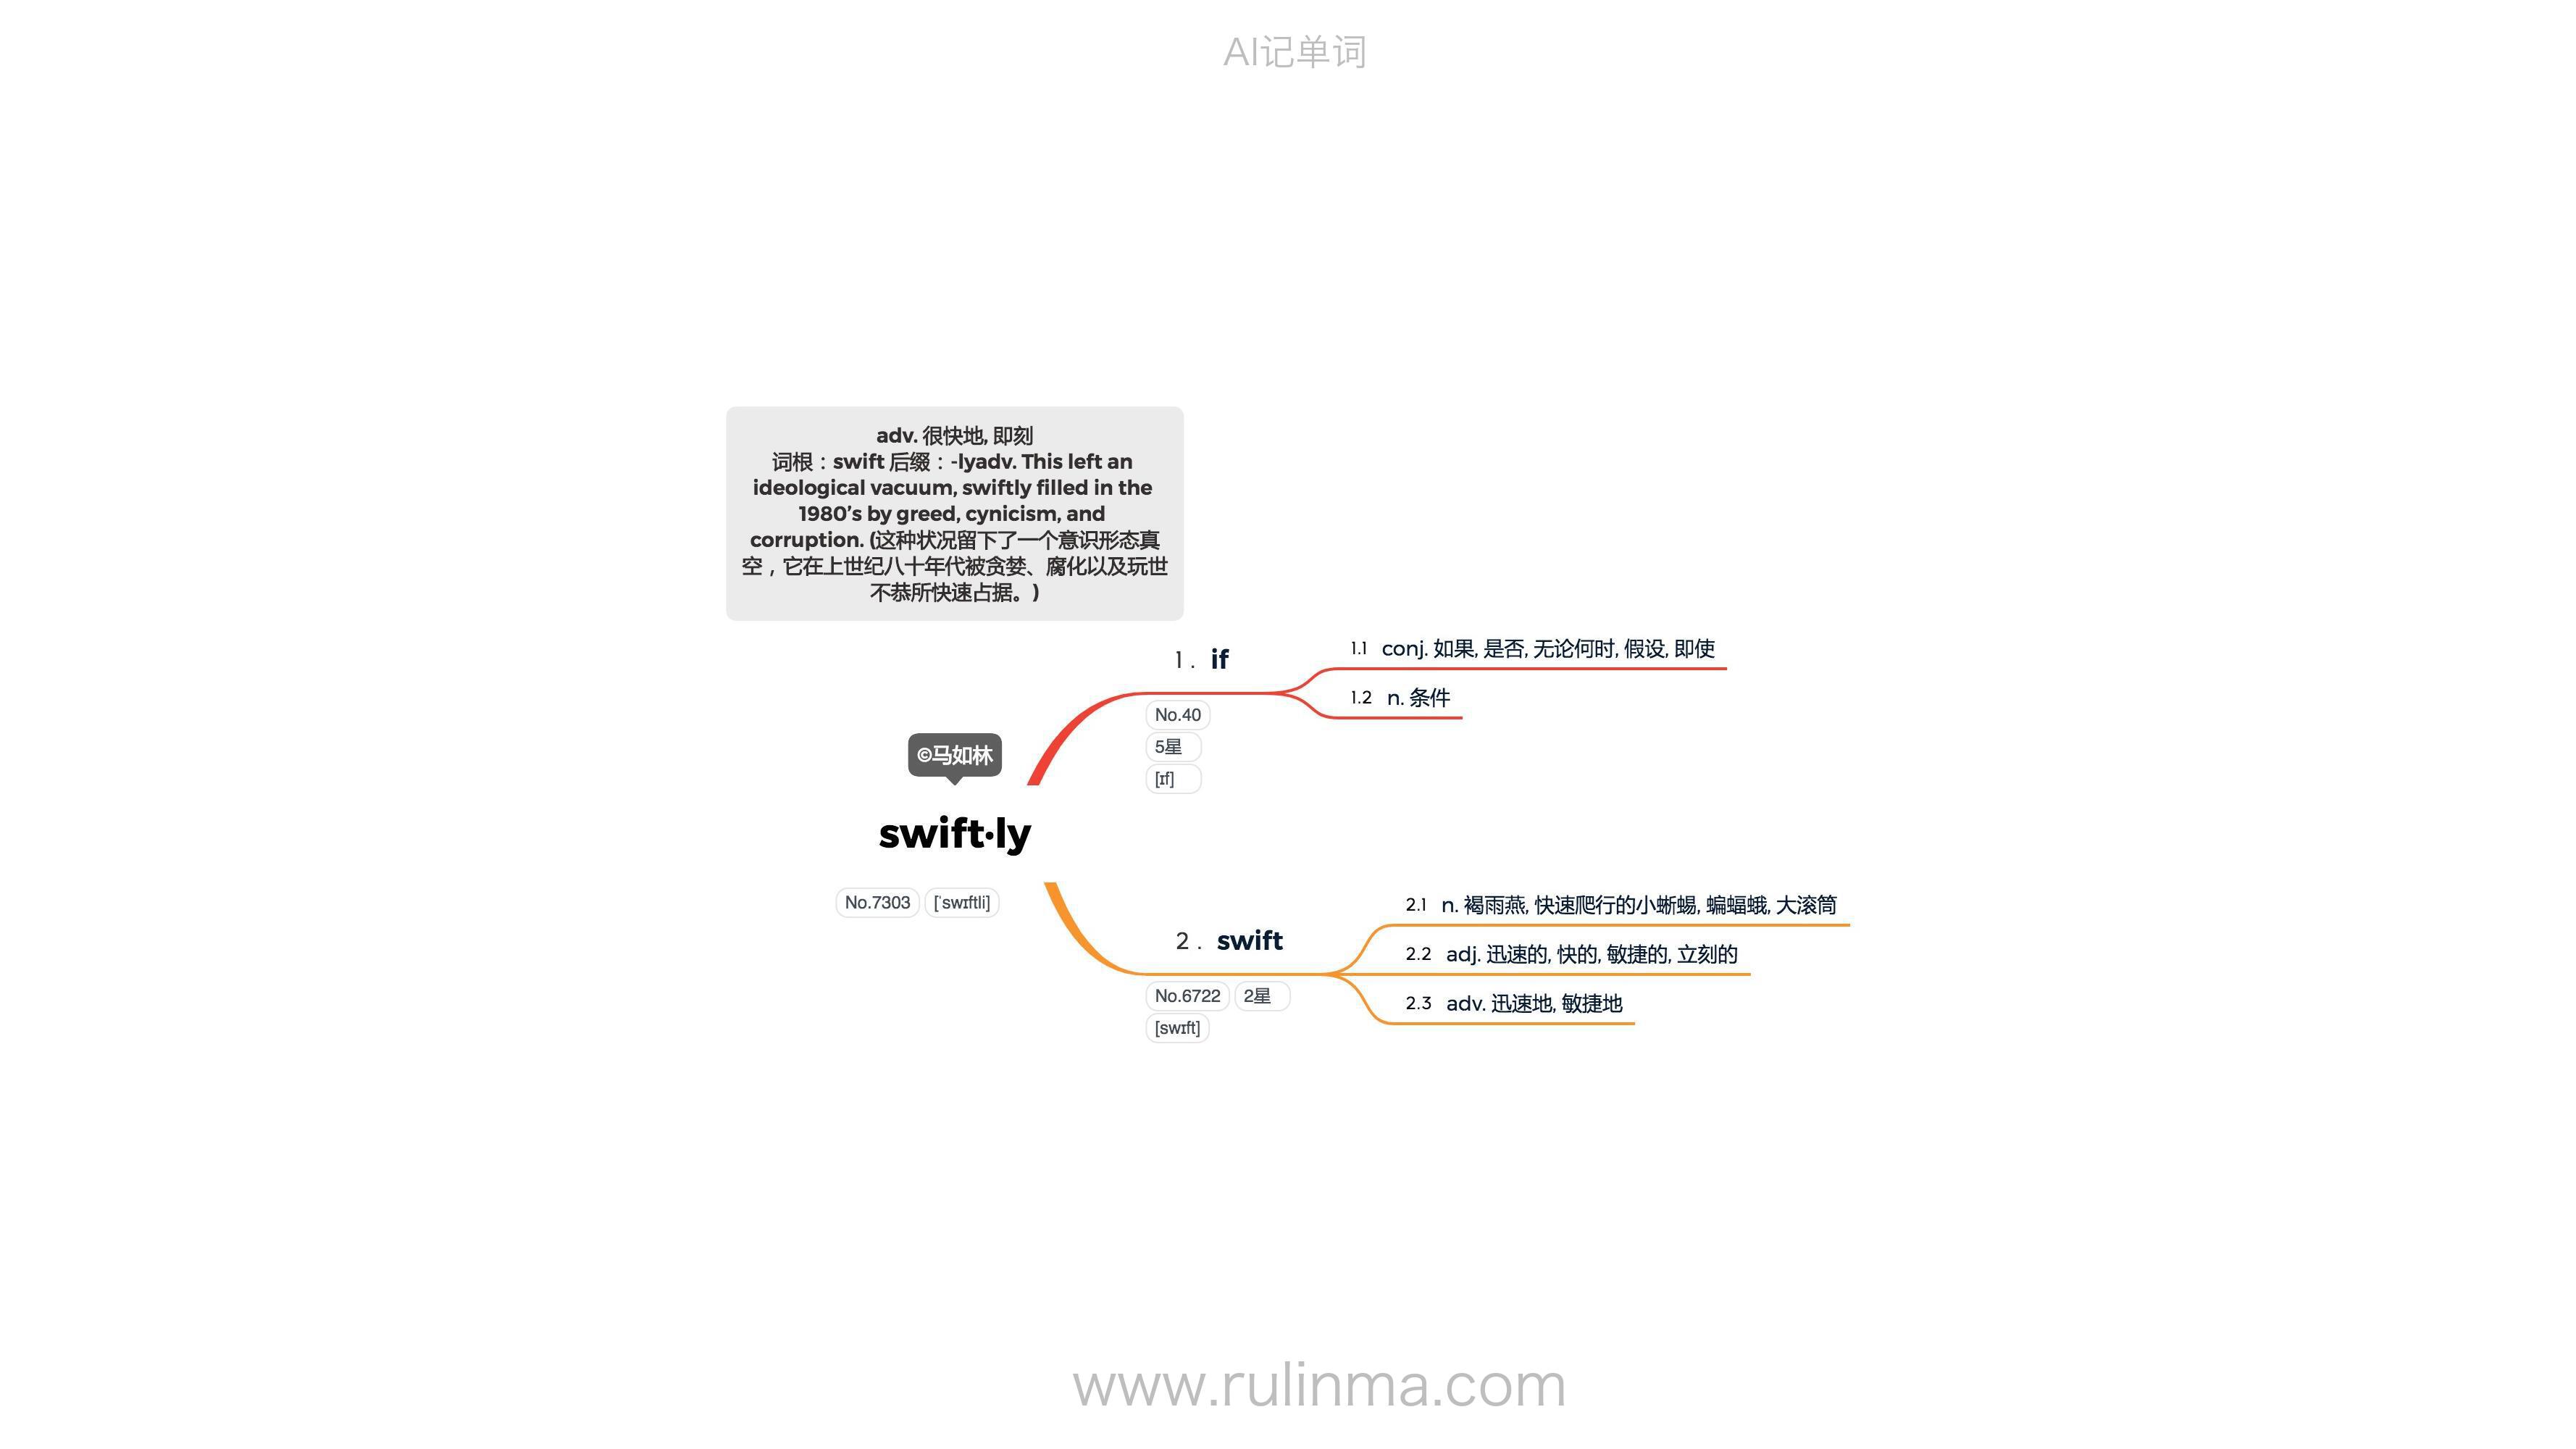 AI记单词
adv. 很快地, 即刻
词根：swift 后缀：-lyadv. This left an
ideological vacuum, swiftly filled in the
1980’s by greed, cynicism, and
corruption. (这种状况留下了一个意识形态真
空，它在上世纪八十年代被贪婪、腐化以及玩世
不恭所快速占据。)
©马如林
swift·ly
No.7303 [ˈswɪftli]
1. if
No.40
5星
[ɪf]
1.1 conj. 如果, 是否, 无论何时, 假设, 即使
1.2 n. 条件
2. swift
No.6722 2星
[swɪft]
2.1 n. 褐雨燕, 快速爬行的小蜥蜴, 蝙蝠蛾, 大滚筒
2.2 adj. 迅速的, 快的, 敏捷的, 立刻的
2.3 adv. 迅速地, 敏捷地
www.rulinma.com